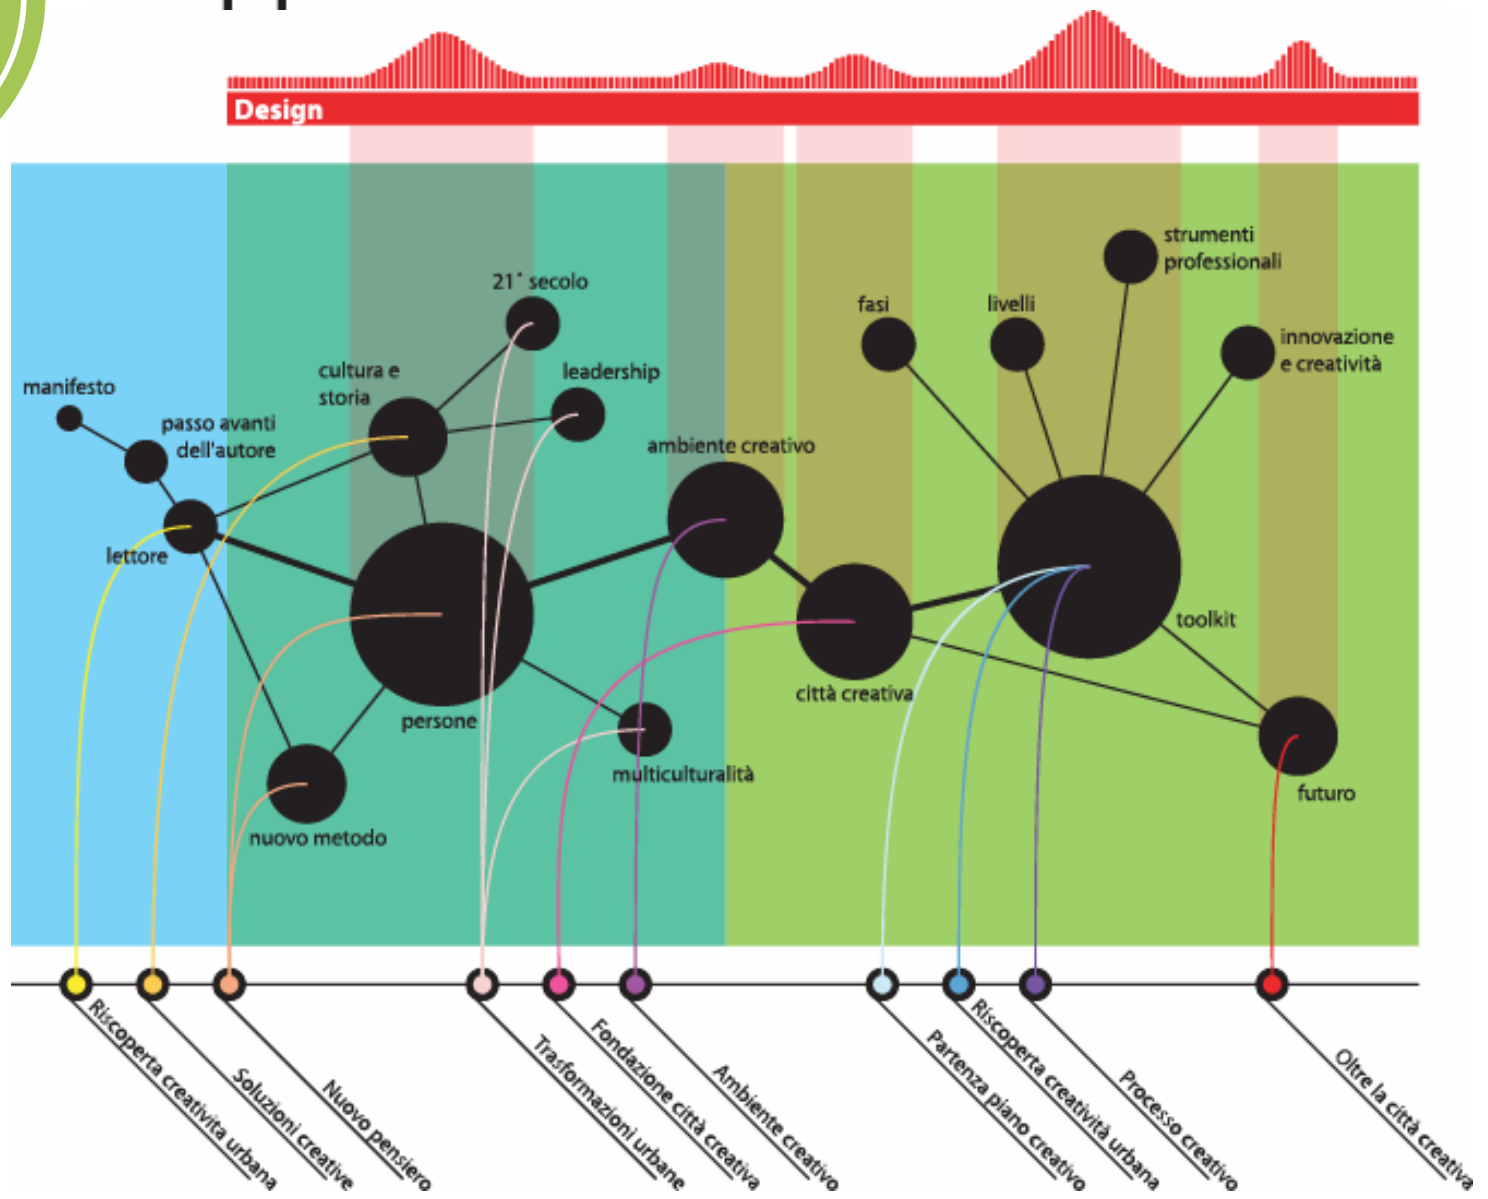 Design
strumenti
professionali
21° secolo
fasi
livelli
innovazione
e creatività
cultura e
storia
leadership
manifesto
passo avanti
dell'autore
ambiente creativo
lettore
toolkit
città creativa
persone
multiculturalità
futuro
nuovo metodo
Riscoperta creativita urbana
Soluzioni creative
Nuovo pensiero
Trasformazioni urbane
Fondazione città creativa
Ambiente creativo
Partenza piano creativo
Riscoperta creatività urbana
Processo creativo
Oltre la città creativa